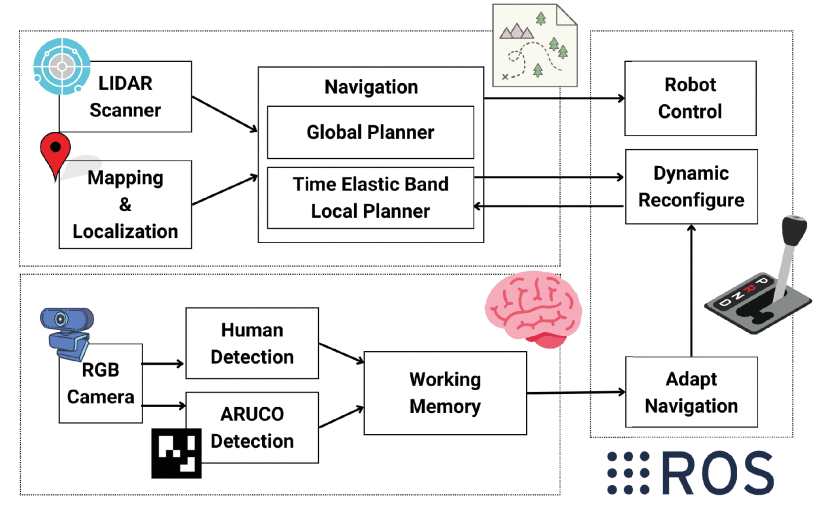 LIDAR
Scanner
Mapping
&
Localization
Navigation
Global Planner
Time Elastic Band
Local Planner
Robot
Control
Dynamic
Reconfigure
P
R
N
D
RGB
Camera
Human
Detection
ARUCO
Detection
Working
Memory
Adapt
Navigation
ROS